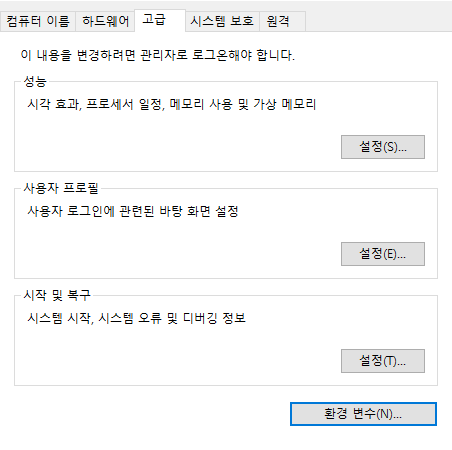 컴퓨터 이름 하드웨어 고급 시스템 보호 원격
이 내용을 변경하려면 관리자로 로그온해야 합니다.
성능
시각 효과, 프로세서 일정, 메모리 사용 및 가상 메모리
설정(S)...
사용자 프로필
사용자 로그인에 관련된 바탕 화면 설정
설정(E)...
시작 및 복구
시스템 시작, 시스템 오류 및 디버깅 정보
설정(T)...
환경 변수(N)...